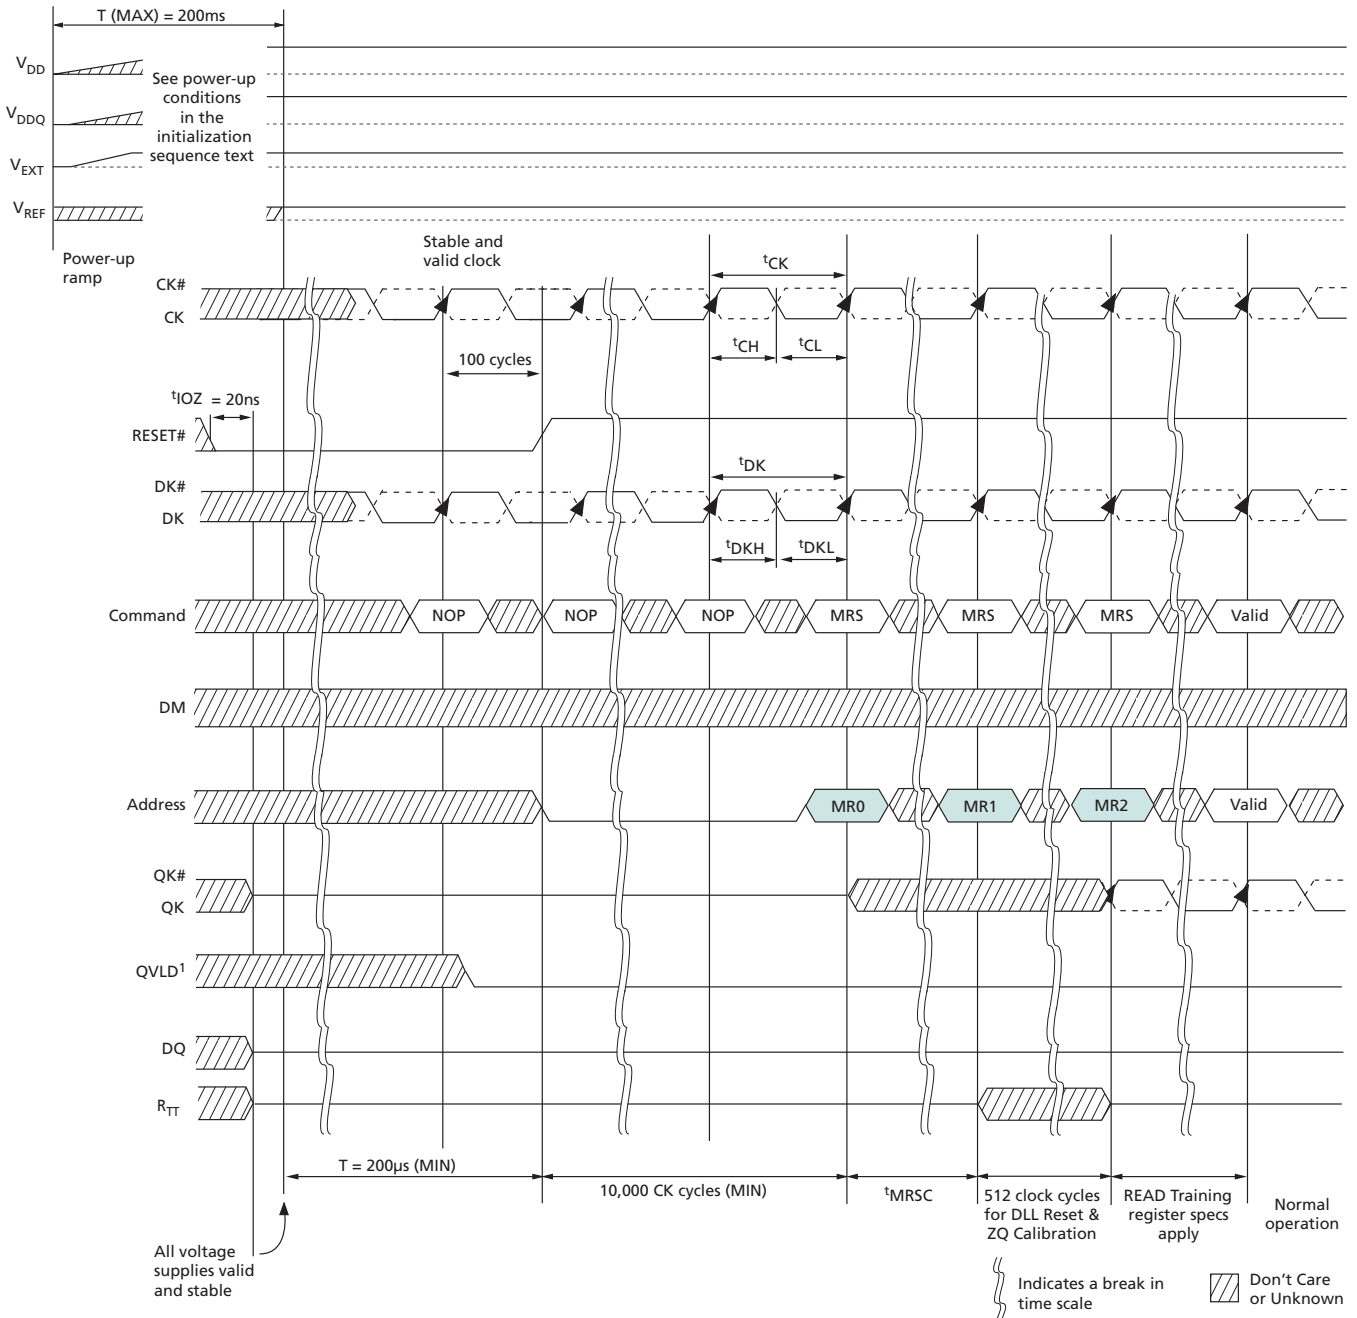 T (MAX) = 200ms
VDD
VDDQ
VEXT
VREF
See power-up
conditions
in the
initialization
sequence text
Power-up
ramp
Stable and
valid clock
tCK
CK#
CK
tCH
tCL
100 cycles
tIOZ = 20ns
RESET#
tDK
DK#
DK
tDKH
tDKL
Command
NOP
NOP
NOP
MRS
MRS
MRS
Valid
DM
Address
MR0
MR1
MR2
Valid
QK#
QK
QVLD1
DQ
RTT
T = 200μs (MIN)
10,000 CK cycles (MIN)
tMRSC
512 clock cycles
for DLL Reset &
ZQ Calibration
READ Training
register specs
apply
Normal
operation
All voltage
supplies valid
and stable
Indicates a break in
time scale
Don't Care
or Unknown